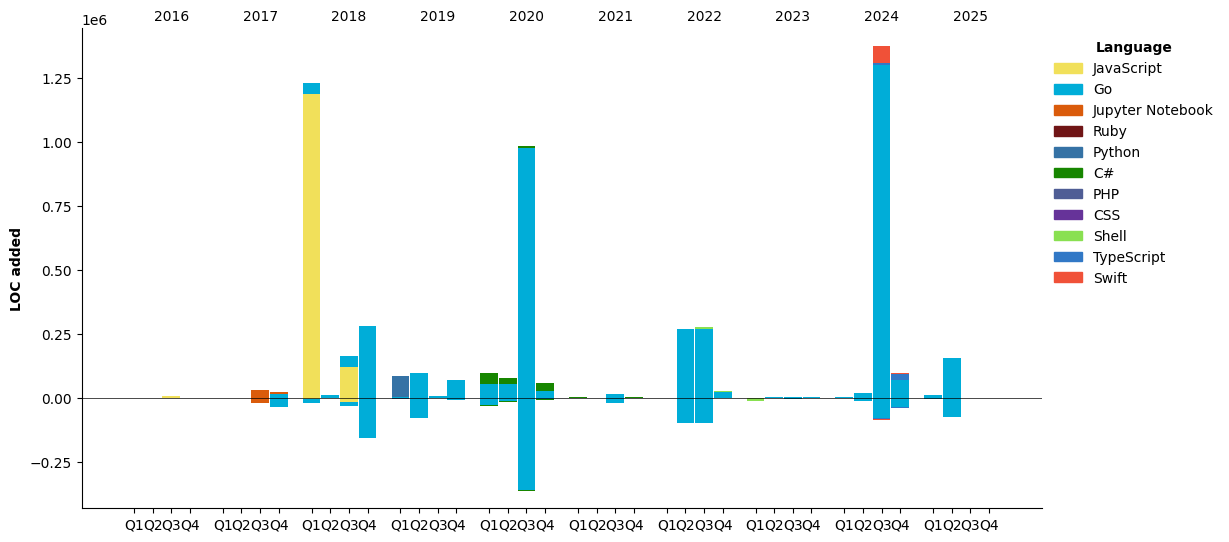 1e6
2016 2017 2018 2019 2020 2021 2022 2023 2024 2025
LOC added
1.25
1.00
0.75
0.50
0.25
0.00
−0.25
Q1Q2Q3Q4 Q1Q2Q3Q4 Q1Q2Q3Q4 Q1Q2Q3Q4 Q1Q2Q3Q4 Q1Q2Q3Q4 Q1Q2Q3Q4 Q1Q2Q3Q4 Q1Q2Q3Q4 Q1Q2Q3Q4
Language
JavaScript
Go
Jupyter Notebook
Ruby
Python
C#
PHP
CSS
Shell
TypeScript
Swift